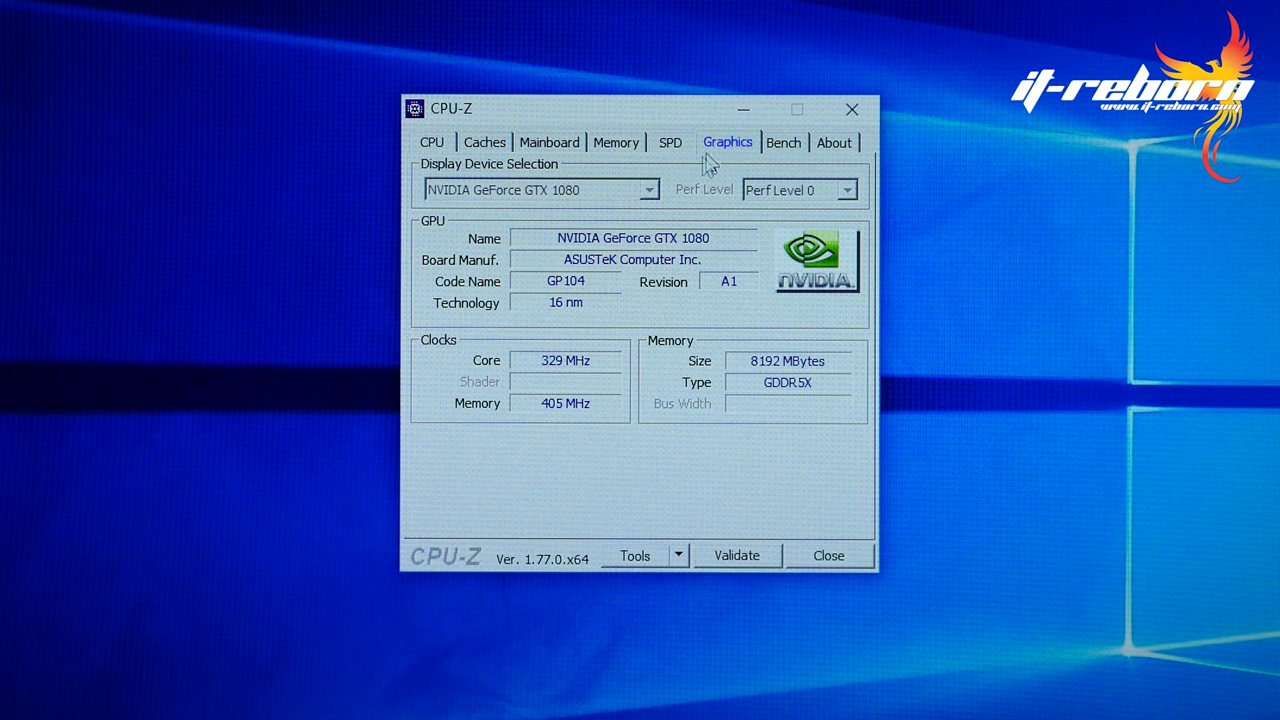 it-reborn
www.it-reborn.com
CPU-Z
CPU Caches Mainboard Memory SPD Graphics Bench About
Display Device Selection
NVIDIA GeForce GTX 1080 Perf Level Perf Level 0
GPU
Name NVIDIA GeForce GTX 1080
Board Manuf. ASUSTeK Computer Inc.
Code Name GP104 Revision A1
Technology 16 nm
NVIDIA.
Clocks
Core 329 MHz
Shader
Memory 405 MHz
Memory
Size 8192 MBytes
Type GDDR5X
Bus Width
CPU-Z Ver. 1.77.0.x64 Tools Validate Close